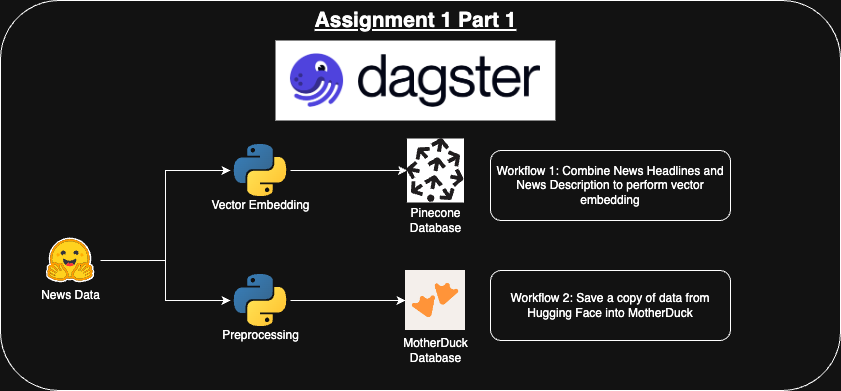 Assignment 1 Part 1
dagster
Vector Embedding
Pinecone
Database
Workflow 1: Combine News Headlines and
News Description to perform vector
embedding
News Data
Preprocessing
MotherDuck
Database
Workflow 2: Save a copy of data from
Hugging Face into MotherDuck